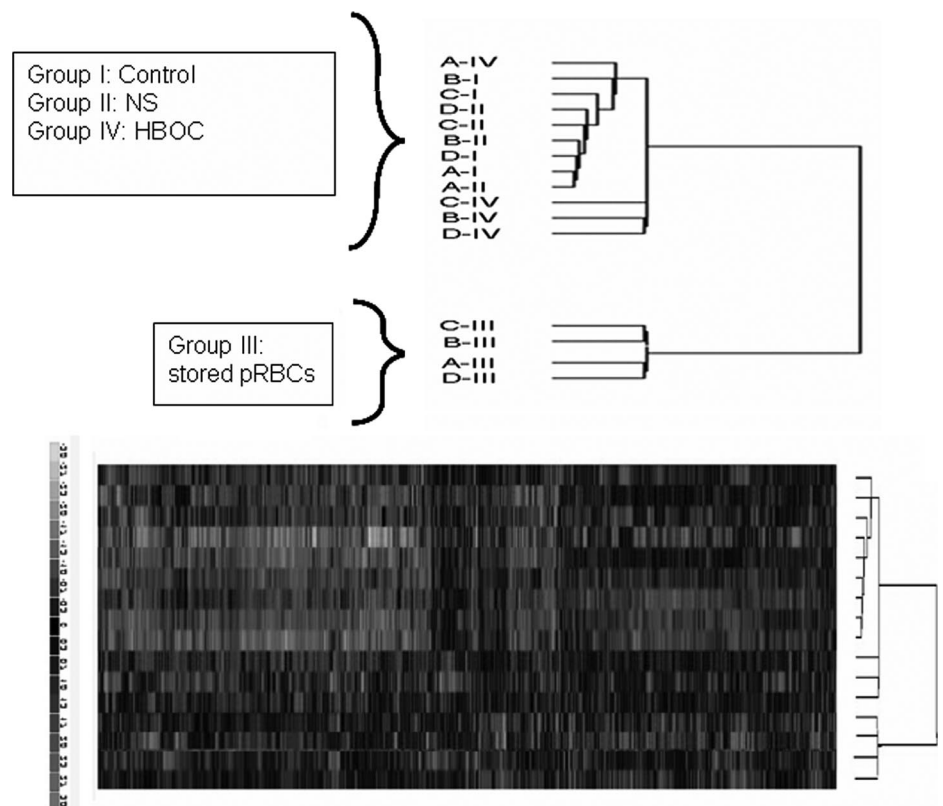 Group I: Control
Group II: NS
Group IV: HBOC
A-IV
B-I
C-I
D-II
C-II
B-II
D-I
A-I
A-II
C-IV
B-IV
D-IV
Group III:
stored pRBCs
C-III
B-III
A-III
D-III